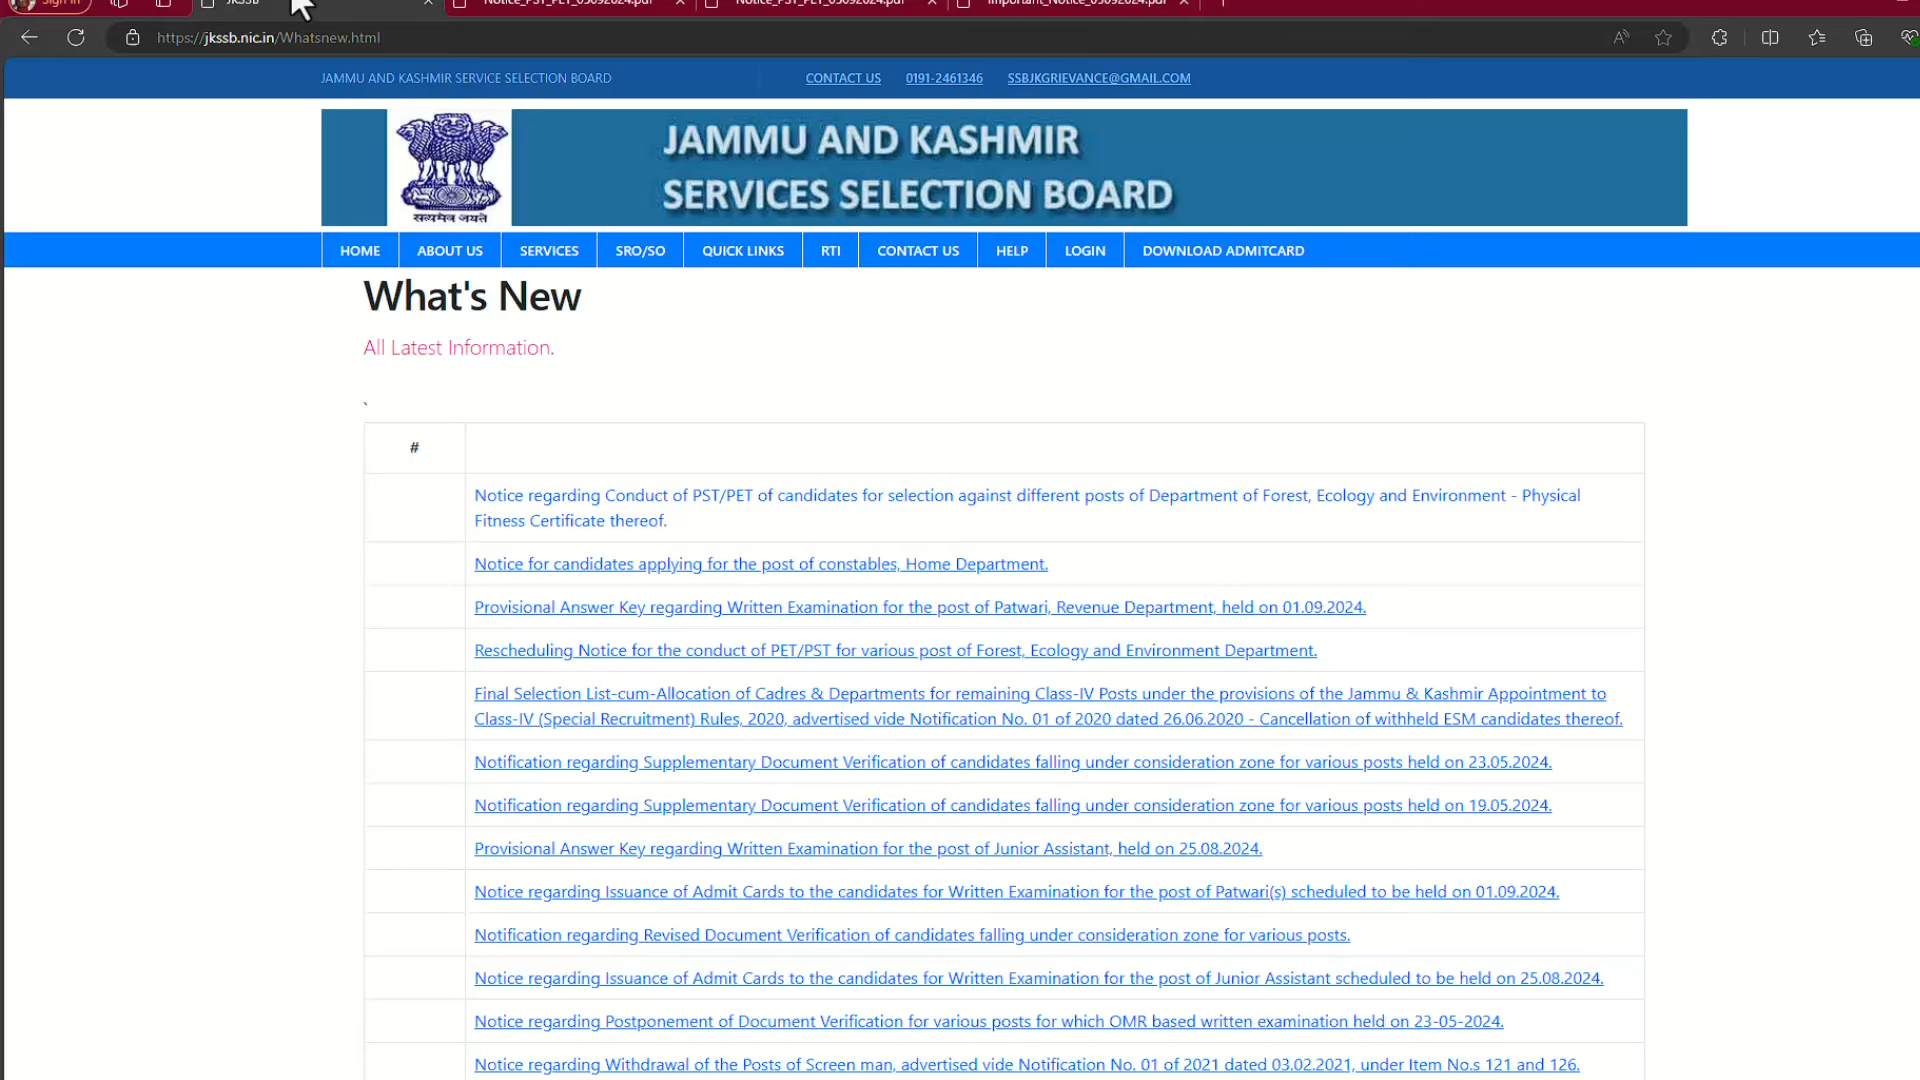 Sign in
JKSSB
Notice_PST_PET_05092024.pdf
Notice_PST_PET_03092024.pdf
Important_Notice_05092024.pdf
https://jkssb.nic.in/Whatsnew.html
JAMMU AND KASHMIR SERVICE SELECTION BOARD
CONTACT US
0191-2461346
SSBJKGRIEVANCE@GMAIL.COM
सत्यमेव जयते
JAMMU AND KASHMIR
SERVICES SELECTION BOARD
HOME
ABOUT US
SERVICES
SRO/SO
QUICK LINKS
RTI
CONTACT US
HELP
LOGIN
DOWNLOAD ADMITCARD
What's New
All Latest Information.
`
#
Notice regarding Conduct of PST/PET of candidates for selection against different posts of Department of Forest, Ecology and Environment - Physical
Fitness Certificate thereof.
Notice for candidates applying for the post of constables, Home Department.
Provisional Answer Key regarding Written Examination for the post of Patwari, Revenue Department, held on 01.09.2024.
Rescheduling Notice for the conduct of PET/PST for various post of Forest, Ecology and Environment Department.
Final Selection List-cum-Allocation of Cadres & Departments for remaining Class-IV Posts under the provisions of the Jammu & Kashmir Appointment to
Class-IV (Special Recruitment) Rules, 2020, advertised vide Notification No. 01 of 2020 dated 26.06.2020 - Cancellation of withheld ESM candidates thereof.
Notification regarding Supplementary Document Verification of candidates falling under consideration zone for various posts held on 23.05.2024.
Notification regarding Supplementary Document Verification of candidates falling under consideration zone for various posts held on 19.05.2024.
Provisional Answer Key regarding Written Examination for the post of Junior Assistant, held on 25.08.2024.
Notice regarding Issuance of Admit Cards to the candidates for Written Examination for the post of Patwari(s) scheduled to be held on 01.09.2024.
Notification regarding Revised Document Verification of candidates falling under consideration zone for various posts.
Notice regarding Issuance of Admit Cards to the candidates for Written Examination for the post of Junior Assistant scheduled to be held on 25.08.2024.
Notice regarding Postponement of Document Verification for various posts for which OMR based written examination held on 23-05-2024.
Notice regarding Withdrawal of the Posts of Screen man, advertised vide Notification No. 01 of 2021 dated 03.02.2021, under Item No.s 121 and 126.